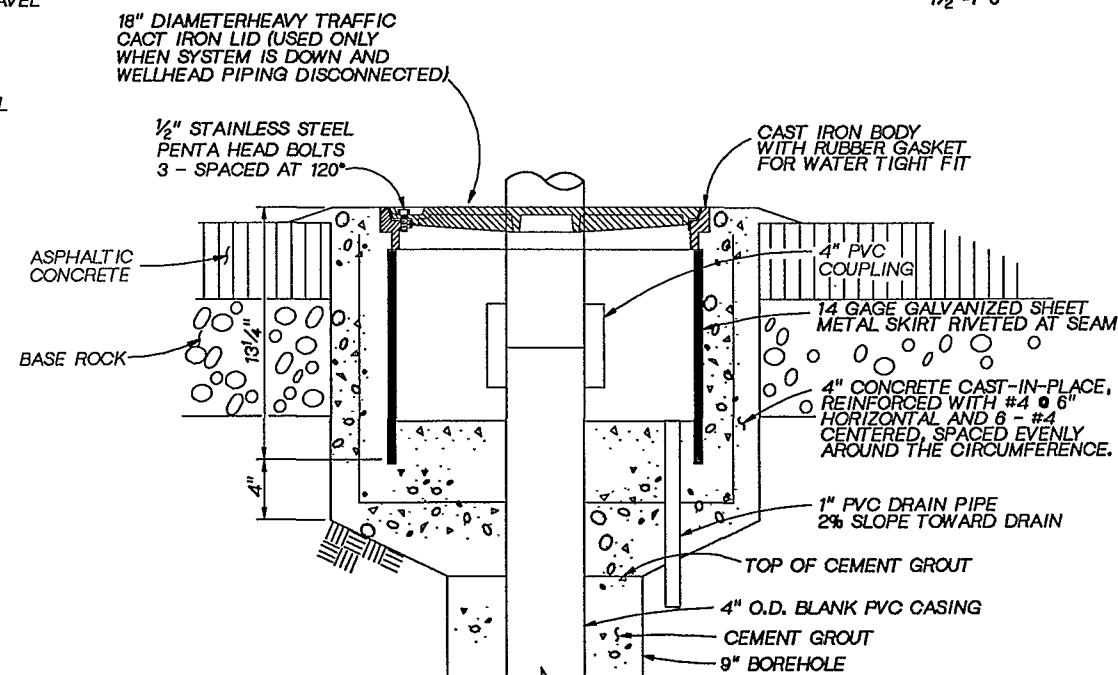 18" DIAMETERHEAVY TRAFFIC
CACT IRON LID (USED ONLY
WHEN SYSTEM IS DOWN AND
WELLHEAD PIPING DISCONNECTED)
1/2" STAINLESS STEEL
PENTA HEAD BOLTS
3 - SPACED AT 120°
CAST IRON BODY
WITH RUBBER GASKET
FOR WATER TIGHT FIT
ASPHALTIC
CONCRETE
4" PVC
COUPLING
14 GAGE GALVANIZED SHEET
METAL SKIRT RIVETED AT SEAM
13 1/4"
BASE ROCK
4" CONCRETE CAST-IN-PLACE,
REINFORCED WITH #4 @ 6"
HORIZONTAL AND 6 - #4
CENTERED, SPACED EVENLY
AROUND THE CIRCUMFERENCE.
4"
1" PVC DRAIN PIPE
2% SLOPE TOWARD DRAIN
TOP OF CEMENT GROUT
4" O.D. BLANK PVC CASING
CEMENT GROUT
9" BOREHOLE